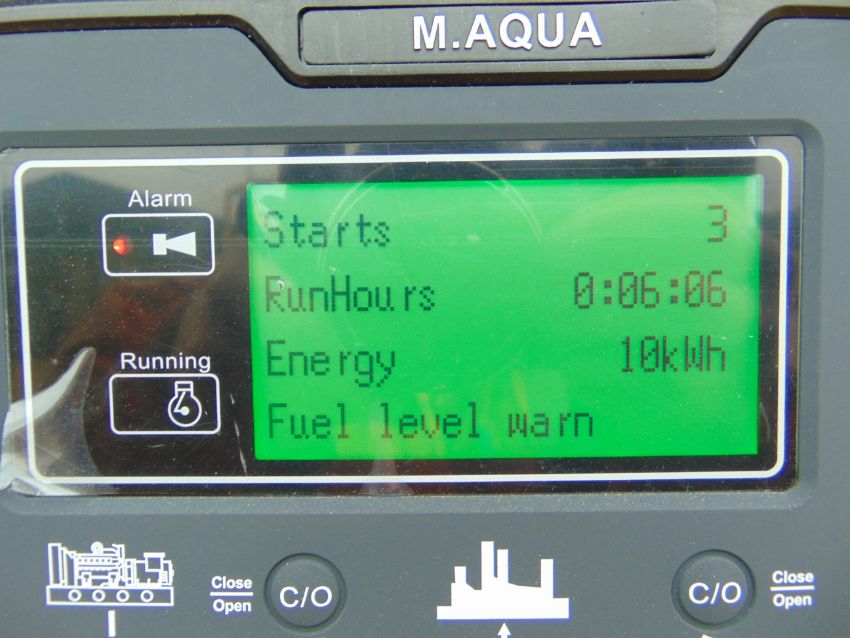 M.AQUA
Alarm
Starts 3
RunHours 0:06:06
Running
Energy 10kWh
Fuel level warn
Close
Open
C/O
C/O
Close
Open